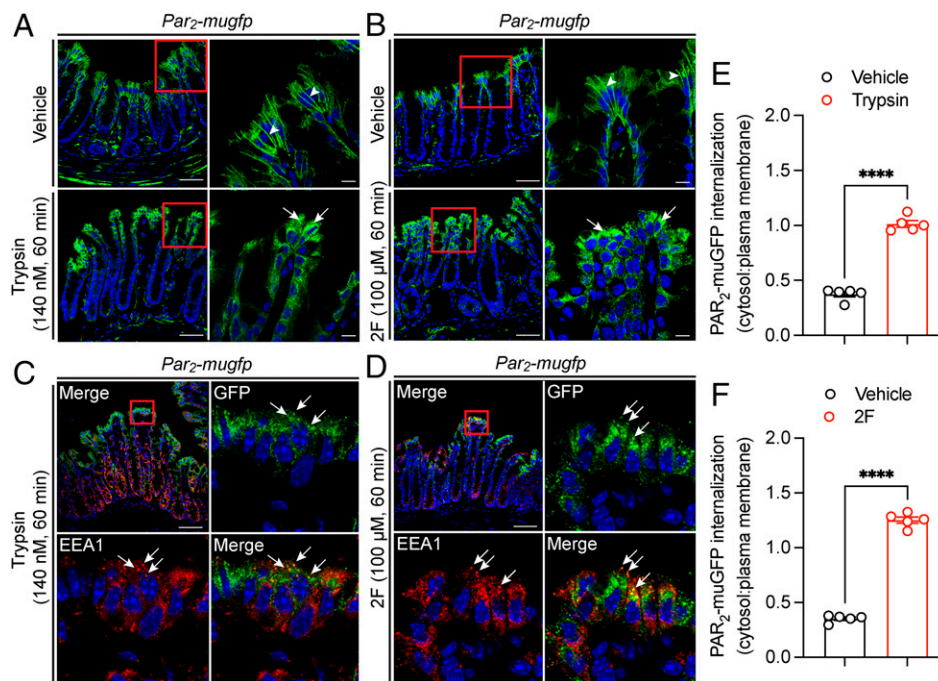 A
Par₂-mugfp
Vehicle
Trypsin
(140 nM, 60 min)
B
Par₂-mugfp
Vehicle
2F (100 µM, 60 min)
C
Par₂-mugfp
Merge
GFP
EEA1
Merge
Trypsin
(140 nM, 60 min)
D
Par₂-mugfp
Merge
GFP
EEA1
Merge
2F (100 µM, 60 min)
E
Vehicle
Trypsin
PAR₂-muGFP internalization
(cytosol:plasma membrane)
2.0
1.5
1.0
0.5
0.0
****
F
Vehicle
2F
PAR₂-muGFP internalization
(cytosol:plasma membrane)
2.0
1.5
1.0
0.5
0.0
****